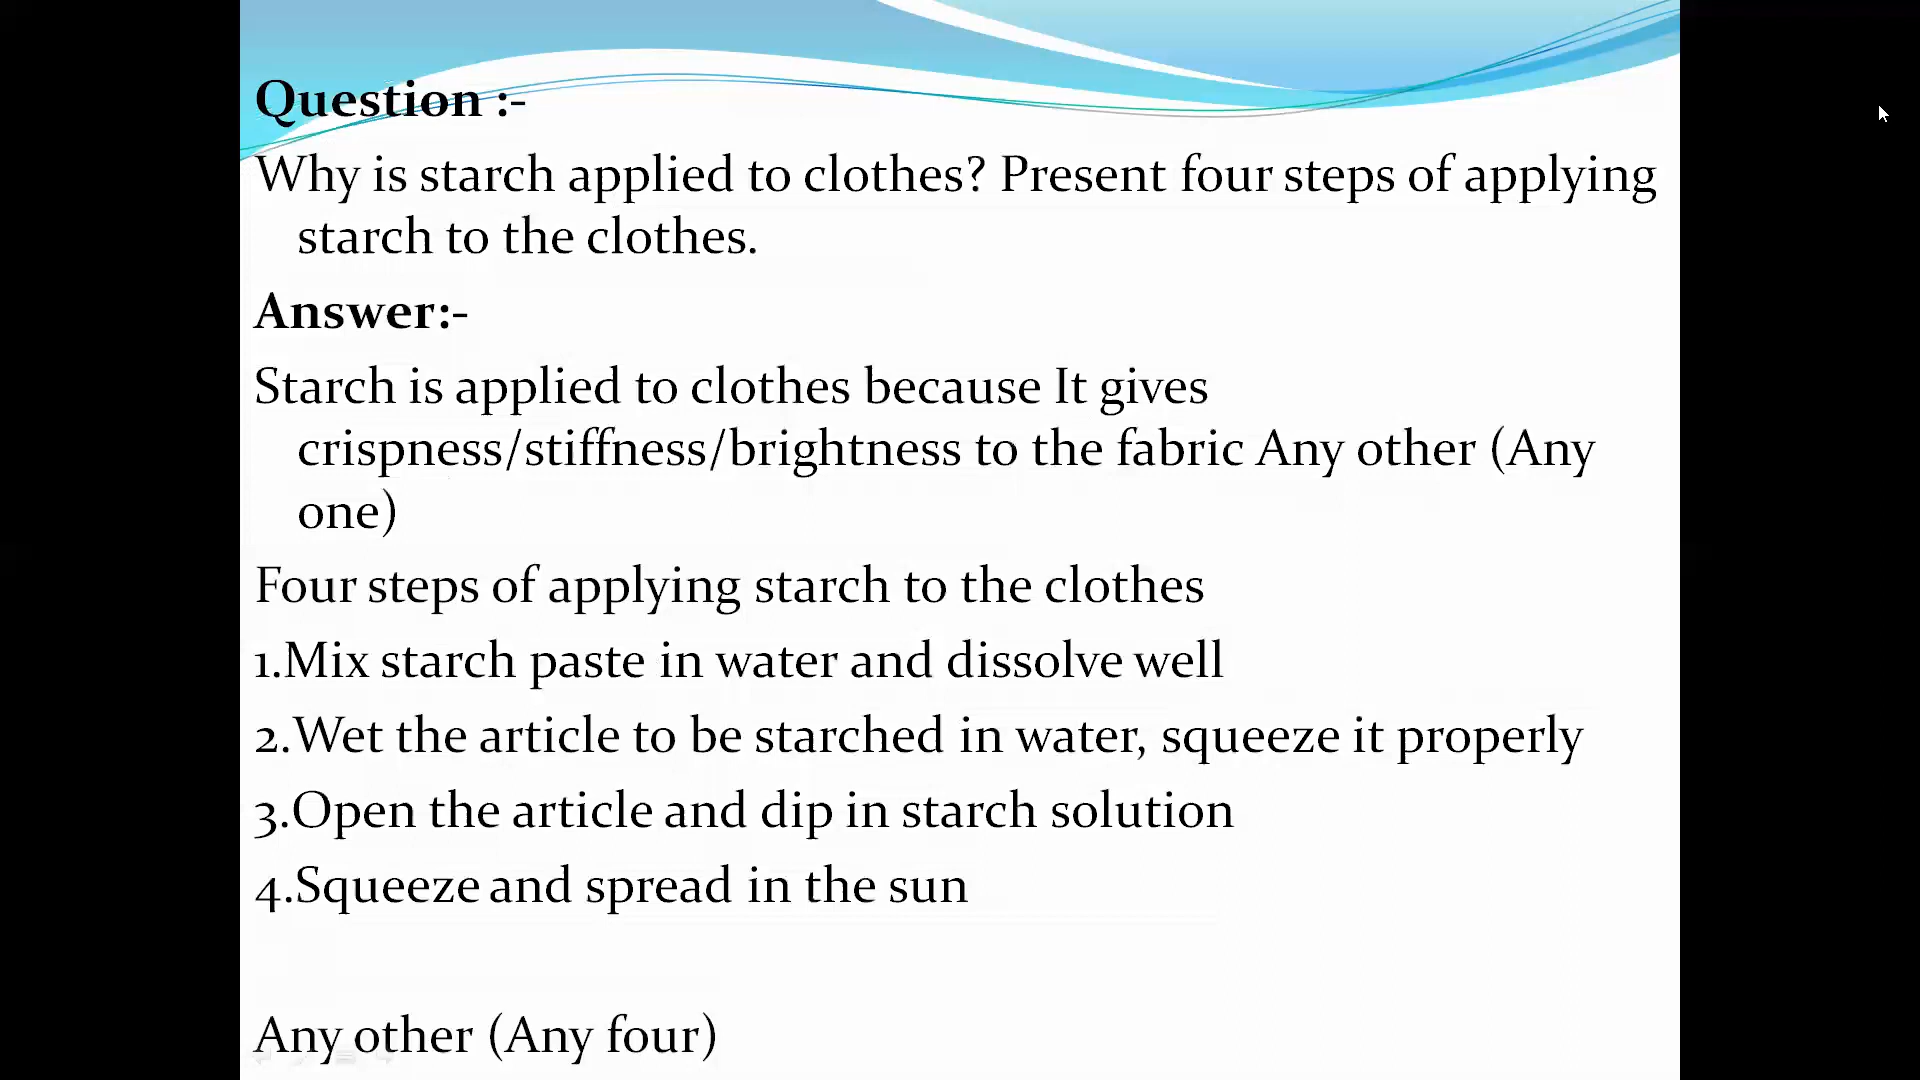 Question :-
Why is starch applied to clothes? Present four steps of applying
starch to the clothes.
Answer:-
Starch is applied to clothes because It gives
crispness/stiffness/brightness to the fabric Any other (Any
one)
Four steps of applying starch to the clothes
1.Mix starch paste in water and dissolve well
2.Wet the article to be starched in water, squeeze it properly
3.Open the article and dip in starch solution
4.Squeeze and spread in the sun
Any other (Any four)